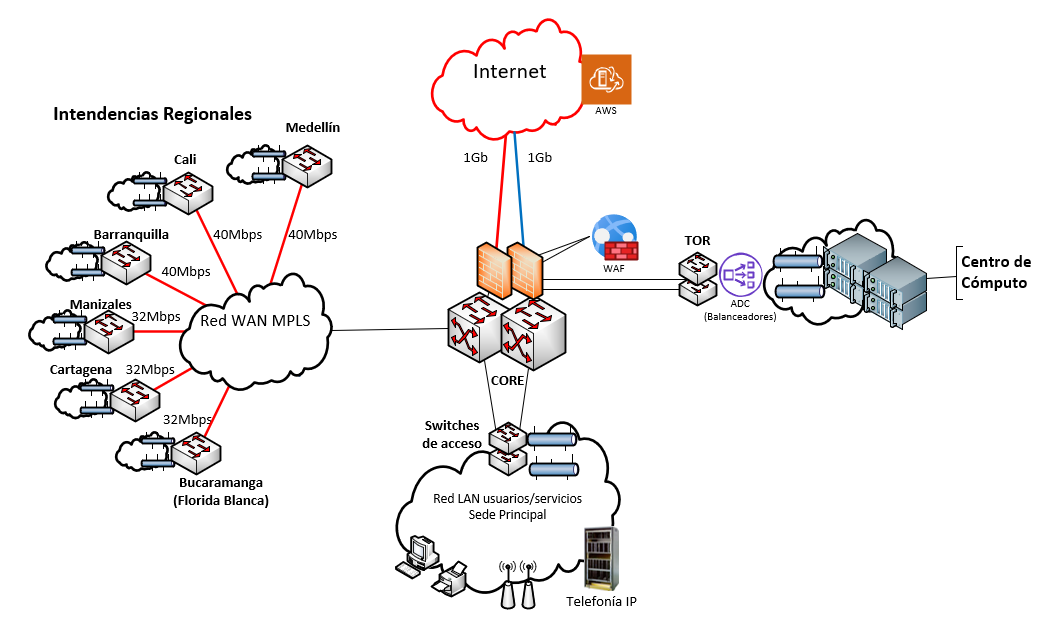 Internet
AWS
1Gb
1Gb
Intendencias Regionales
Medellín
Cali
40Mbps
40Mbps
Barranquilla
40Mbps
Manizales
32Mbps
Red WAN MPLS
Cartagena
32Mbps
32Mbps
Bucaramanga
(Florida Blanca)
WAF
TOR
ADC
(Balanceadores)
Centro de
Cómputo
CORE
Switches
de acceso
Red LAN usuarios/servicios
Sede Principal
Telefonía IP